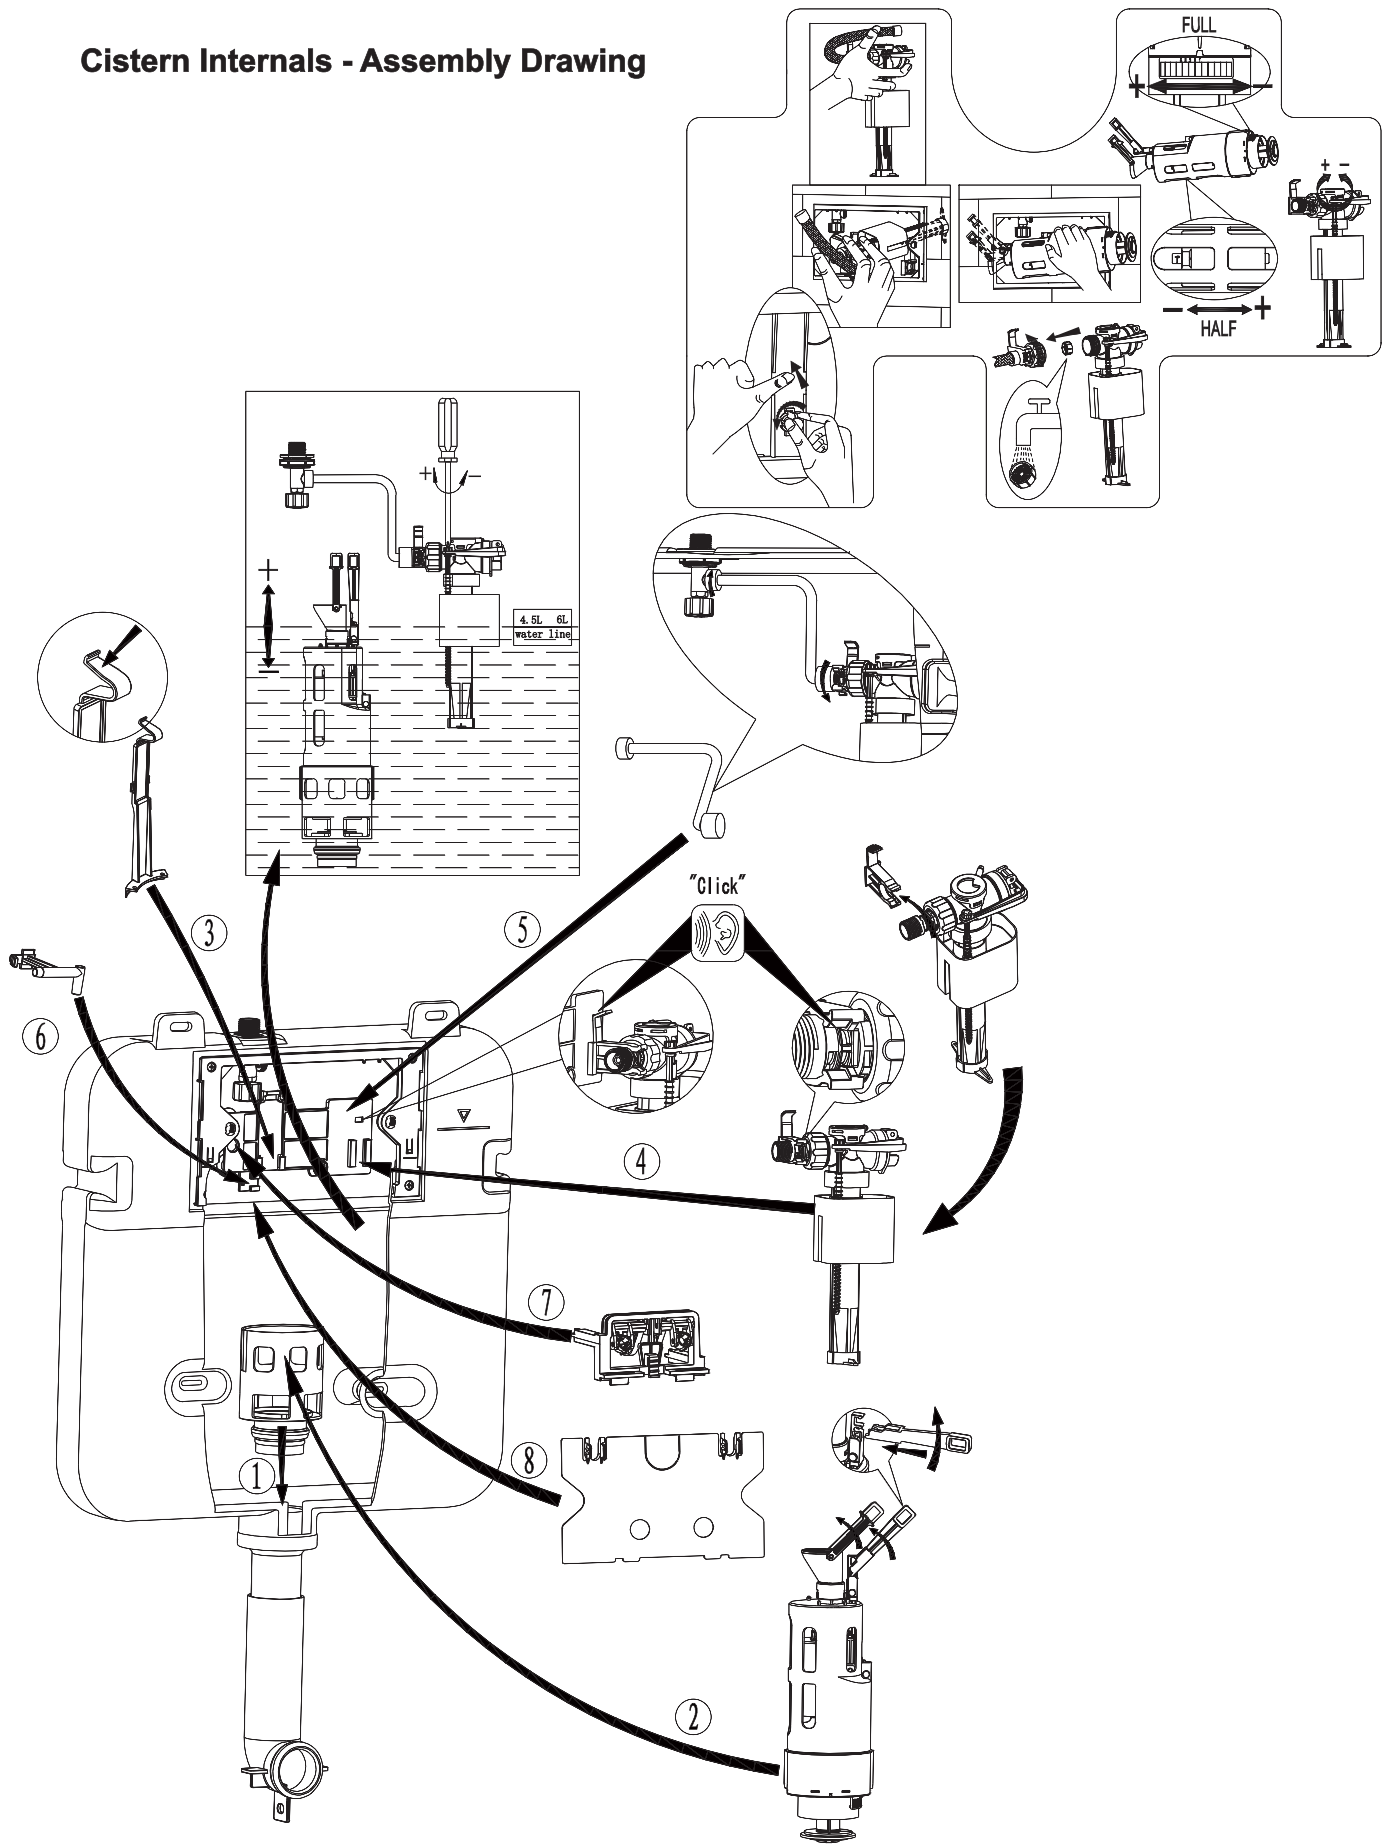 Cistern Internals - Assembly Drawing
FULL
+ −
+ −
− HALF +
+ −
+
−
4.5L 6L
water line
"Click"
3
5
6
4
7
8
1
2